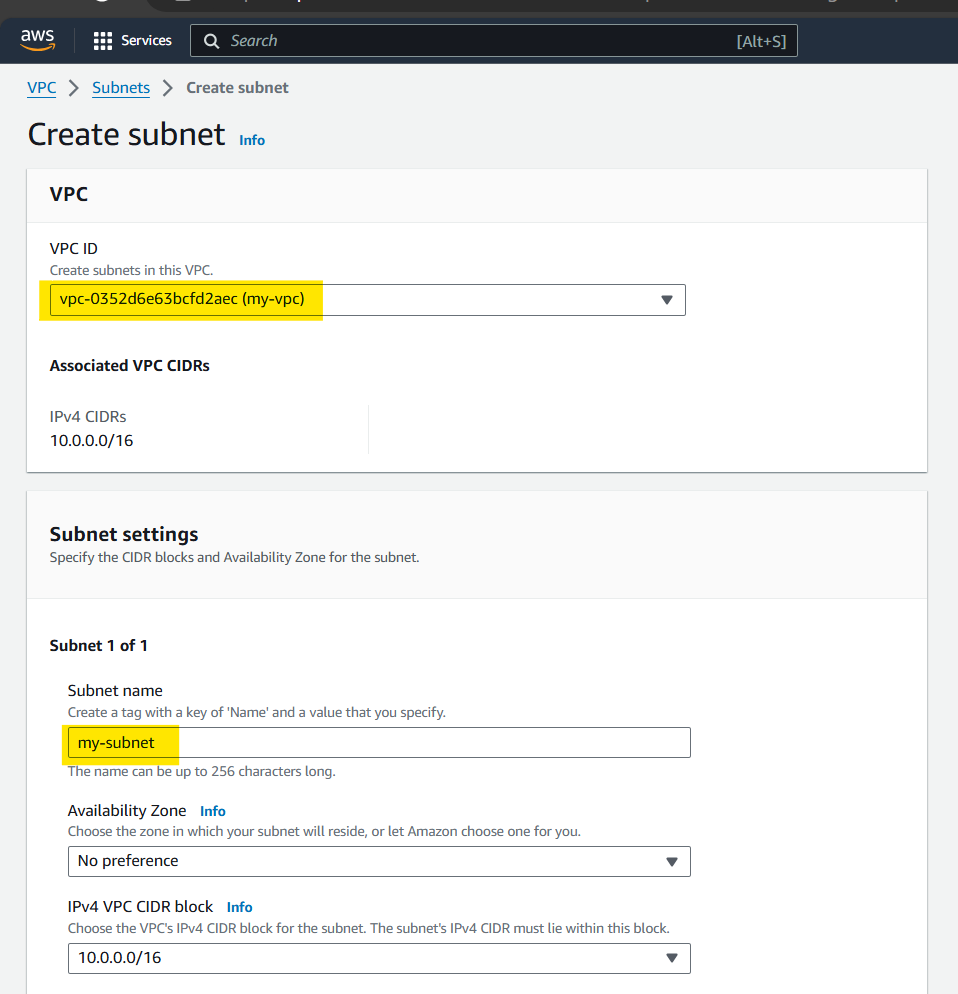 aws Services Search [Alt+S]
VPC Subnets Create subnet
Create subnet Info
VPC
VPC ID
Create subnets in this VPC.
vpc-0352d6e63bcfd2aec (my-vpc)
Associated VPC CIDRs
IPv4 CIDRs
10.0.0.0/16
Subnet settings
Specify the CIDR blocks and Availability Zone for the subnet.
Subnet 1 of 1
Subnet name
Create a tag with a key of 'Name' and a value that you specify.
my-subnet
The name can be up to 256 characters long.
Availability Zone Info
Choose the zone in which your subnet will reside, or let Amazon choose one for you.
No preference
IPv4 VPC CIDR block Info
Choose the VPC's IPv4 CIDR block for the subnet. The subnet's IPv4 CIDR must lie within this block.
10.0.0.0/16